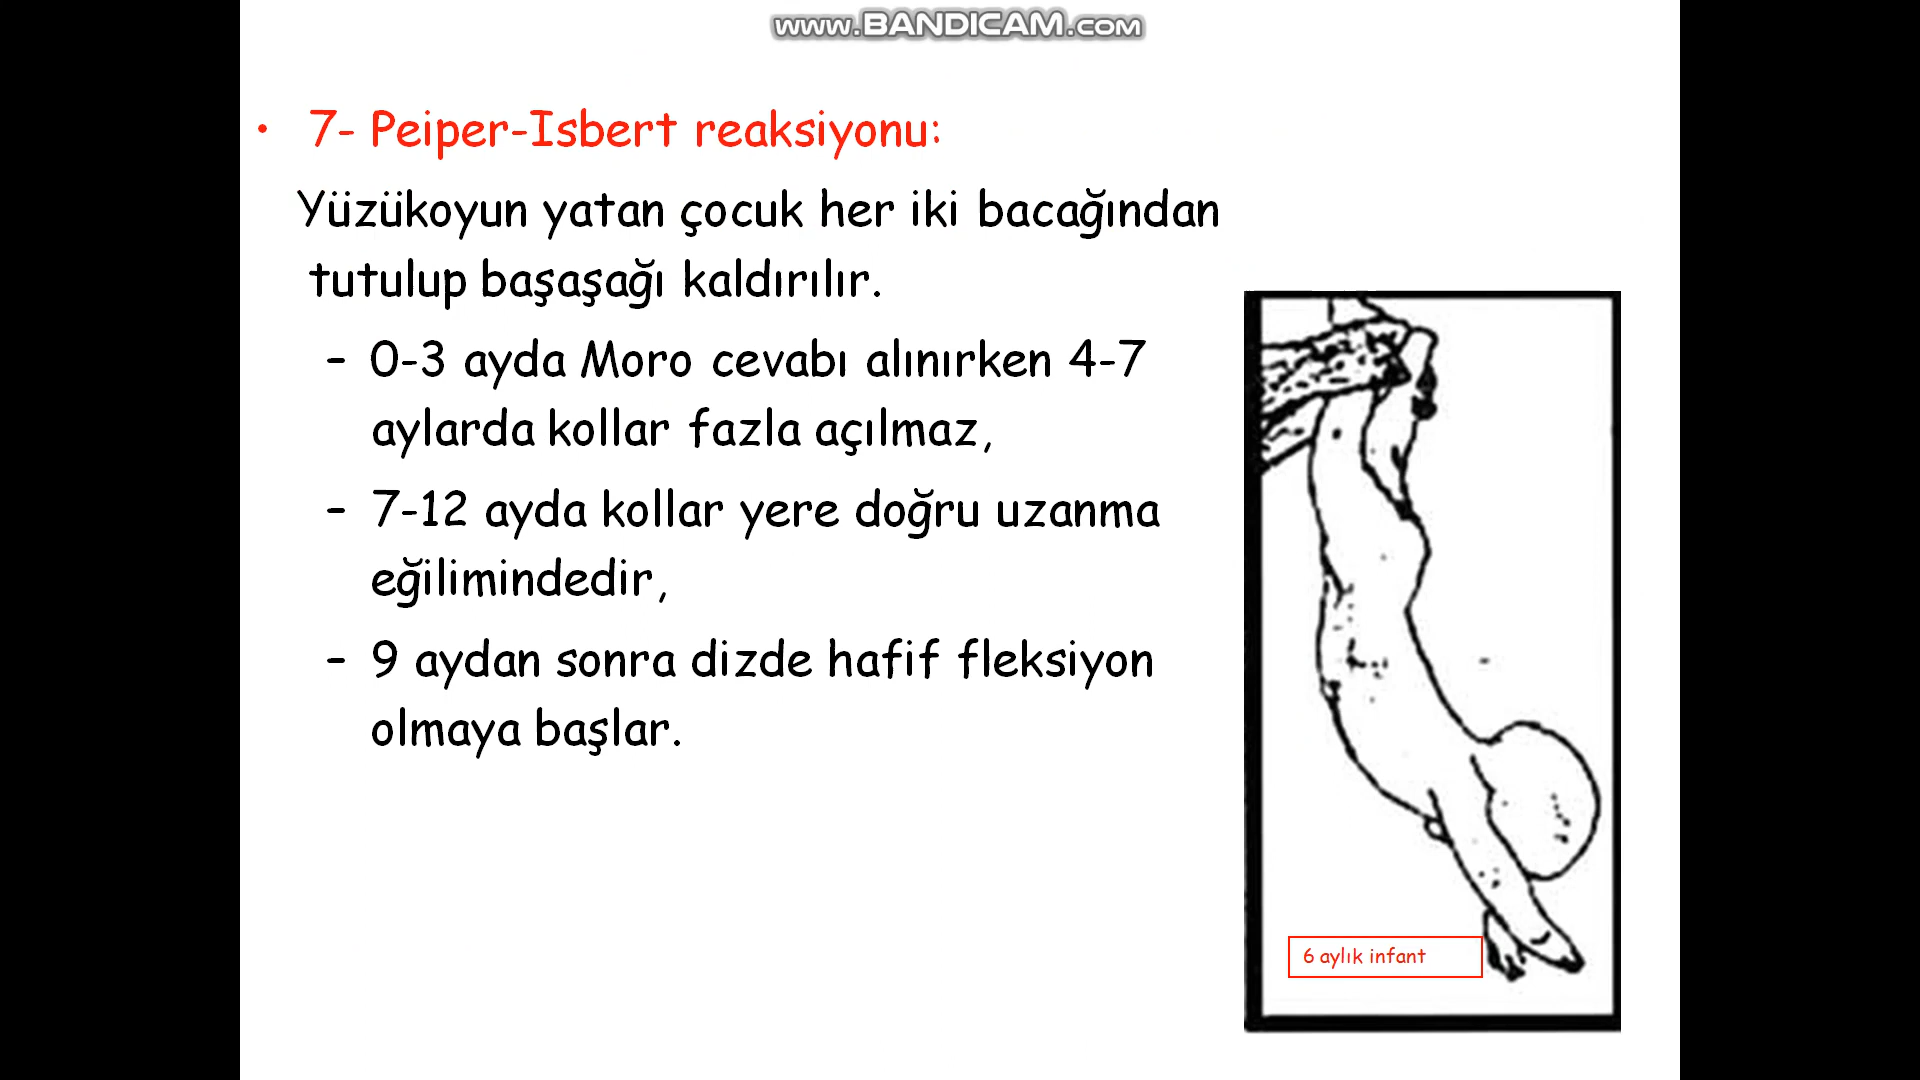 www.BANDICAM.com
• 7- Peiper-Isbert reaksiyonu:
Yüzükoyun yatan çocuk her iki bacağından
tutulup başaşağı kaldırılır.
– 0-3 ayda Moro cevabı alınırken 4-7
aylarda kollar fazla açılmaz,
– 7-12 ayda kollar yere doğru uzanma
eğilimindedir,
– 9 aydan sonra dizde hafif fleksiyon
olmaya başlar.
6 aylık infant